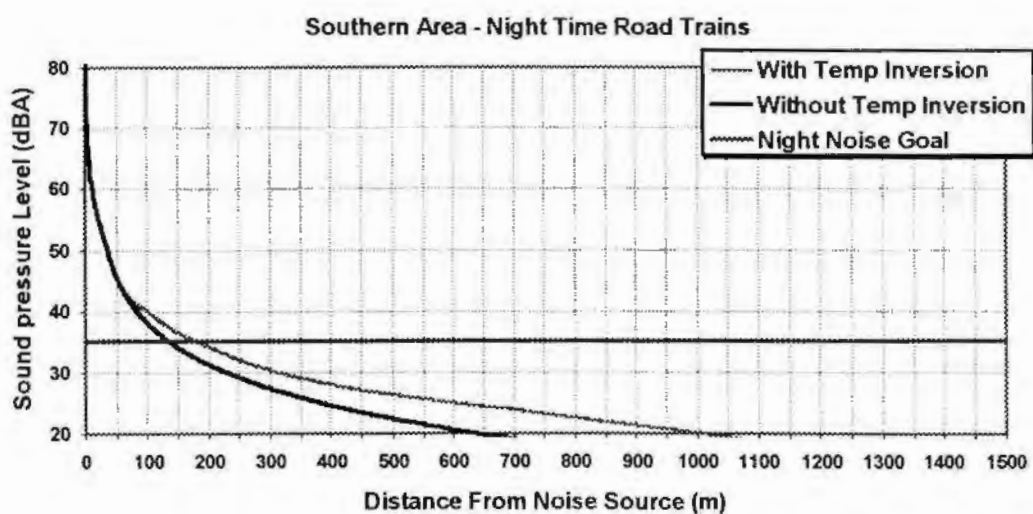 Southern Area - Night Time Road Trains
With Temp Inversion
Without Temp Inversion
Night Noise Goal
Sound pressure Level (dBA)
80
70
60
50
40
30
20
0 100 200 300 400 500 600 700 800 900 1000 1100 1200 1300 1400 1500
Distance From Noise Source (m)